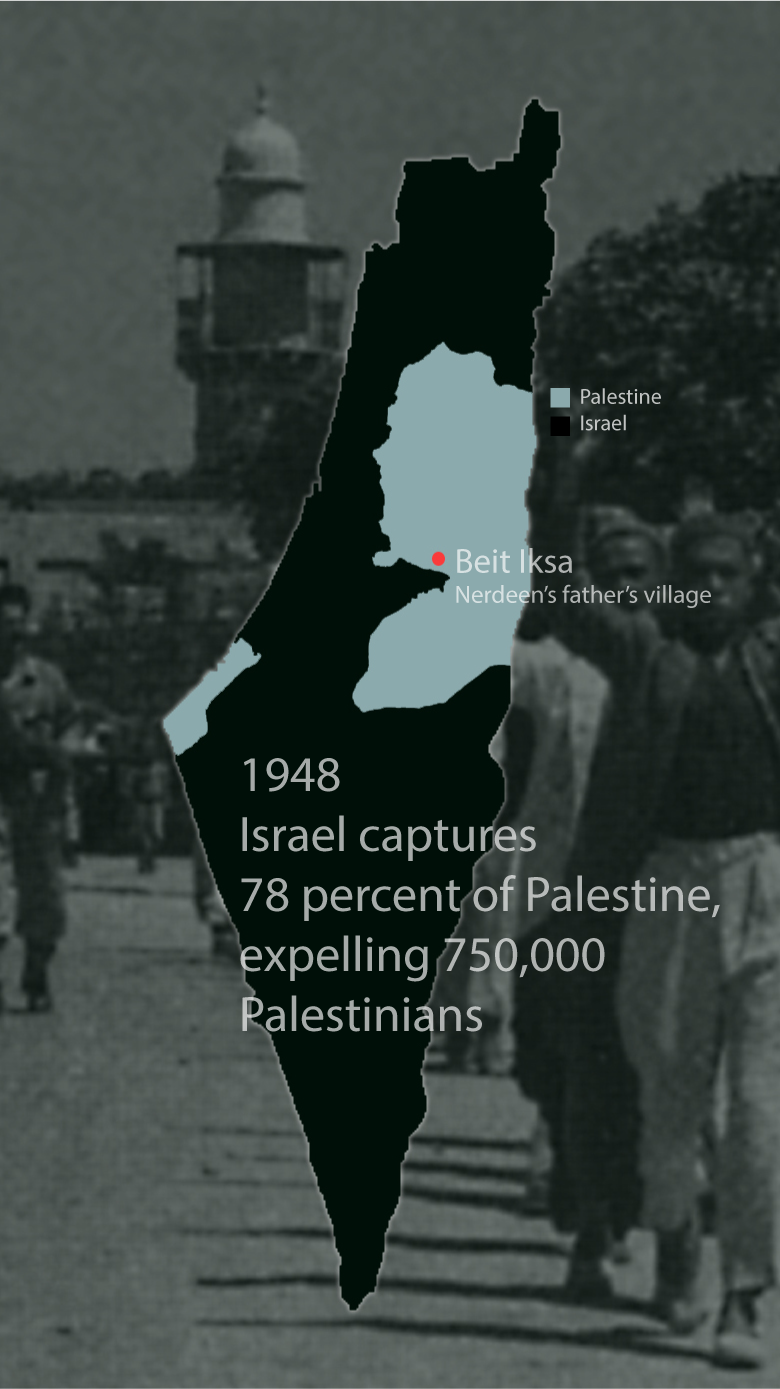 Palestine
Israel
Beit Iksa
Nerdeen’s father’s village
1948
Israel captures
78 percent of Palestine,
expelling 750,000
Palestinians